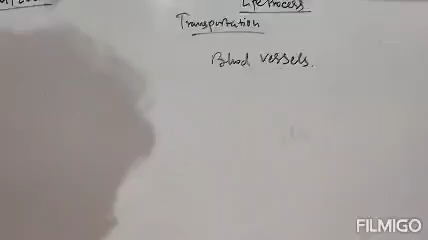 Life Process
Transportation
Blood vessels.
FILMIGO